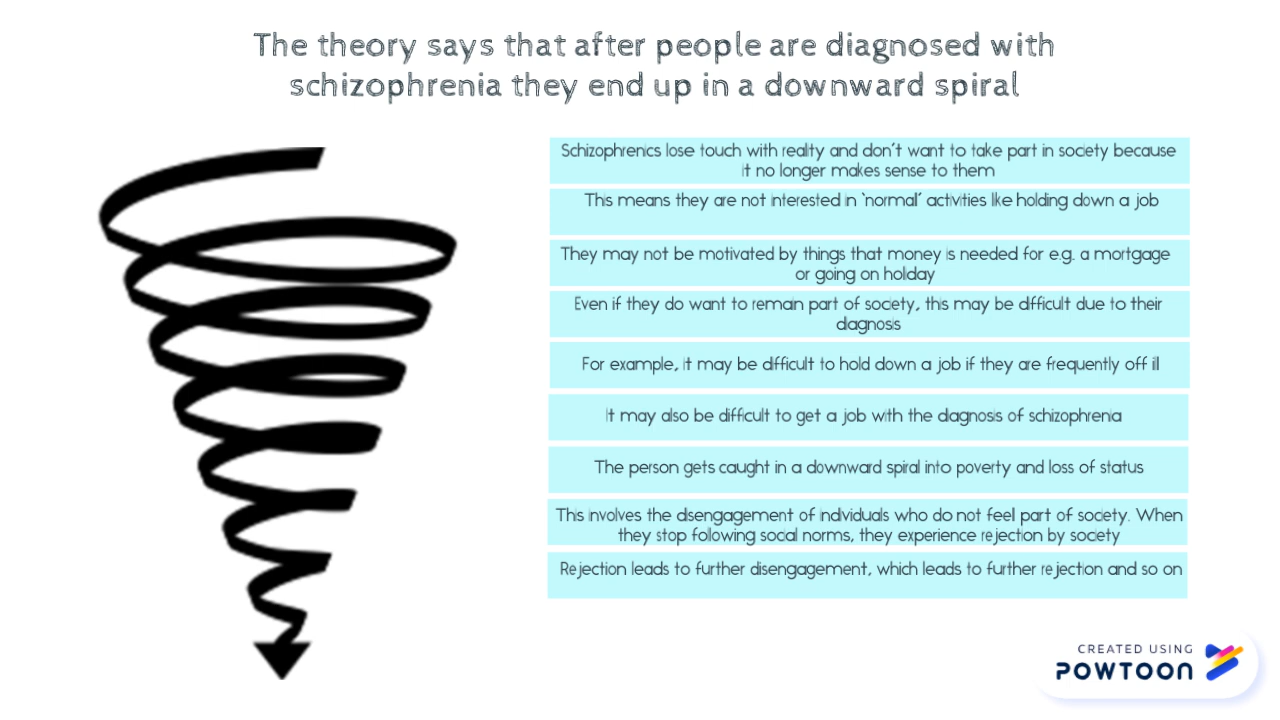 The theory says that after people are diagnosed with
schizophrenia they end up in a downward spiral
Schizophrenics lose touch with reality and don't want to take part in society because
it no longer makes sense to them
This means they are not interested in 'normal' activities like holding down a job
They may not be motivated by things that money is needed for e.g. a mortgage
or going on holiday
Even if they do want to remain part of society, this may be difficult due to their
diagnosis
For example, it may be difficult to hold down a job if they are frequently off ill
It may also be difficult to get a job with the diagnosis of schizophrenia
The person gets caught in a downward spiral into poverty and loss of status
This involves the disengagement of individuals who do not feel part of society. When
they stop following social norms, they experience rejection by society
Rejection leads to further disengagement, which leads to further rejection and so on
CREATED USING
POWTOON